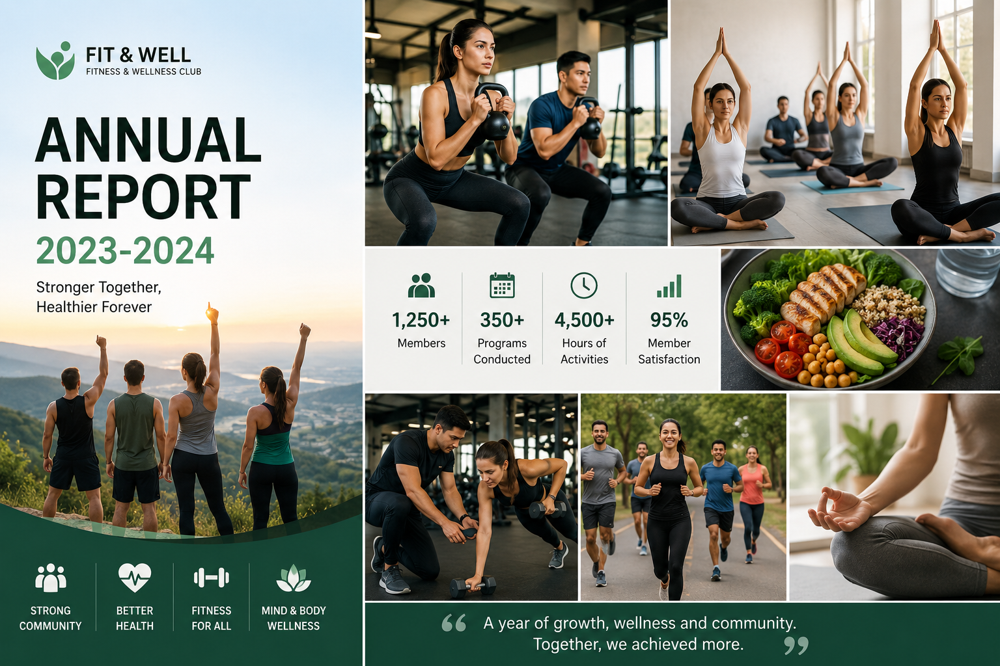 FIT & WELL
FITNESS & WELLNESS CLUB
ANNUAL
REPORT
2023-2024
Stronger Together,
Healthier Forever
STRONG
COMMUNITY
BETTER
HEALTH
FITNESS
FOR ALL
MIND & BODY
WELLNESS
1,250+
Members
350+
Programs
Conducted
4,500+
Hours of
Activities
95%
Member
Satisfaction
“ A year of growth, wellness and community.
Together, we achieved more. ”